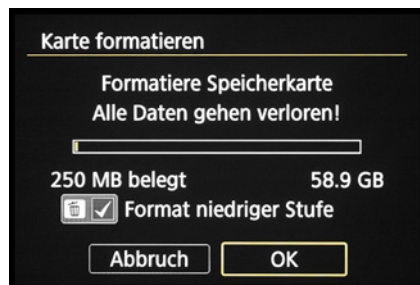 Karte formatieren
Formatiere Speicherkarte
Alle Daten gehen verloren!
250 MB belegt 58.9 GB
Format niedriger Stufe
Abbruch OK